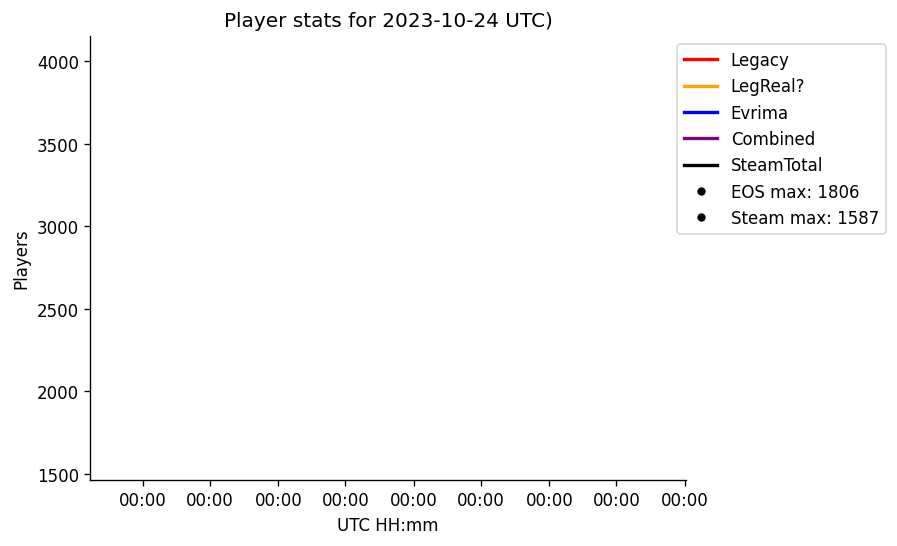 Player stats for 2023-10-24 UTC)
4000
3500
3000
2500
2000
1500
Players
00:00 00:00 00:00 00:00 00:00 00:00 00:00 00:00 00:00
UTC HH:mm
Legacy
LegReal?
Evrima
Combined
SteamTotal
EOS max: 1806
Steam max: 1587